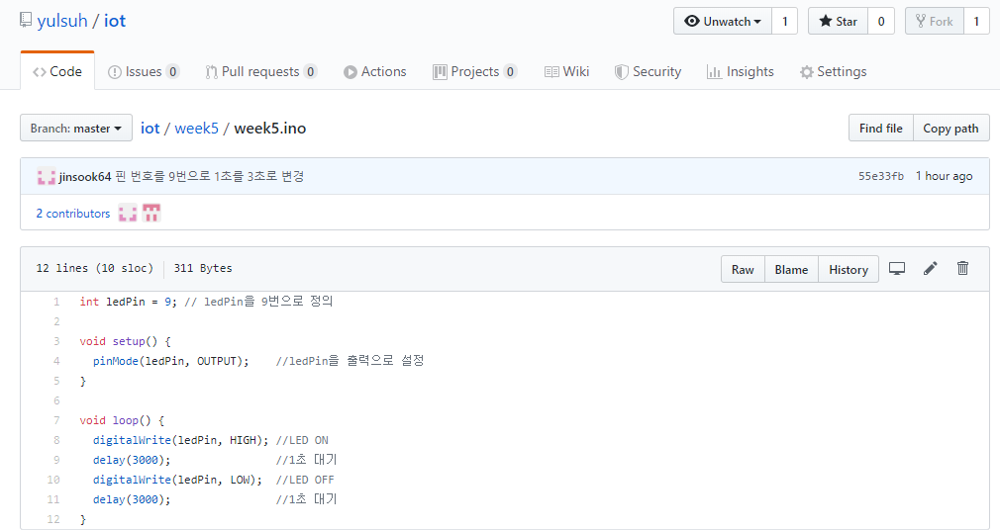 yulsuh / iot
Unwatch 1 Star 0 Fork 1
Code Issues 0 Pull requests 0 Actions Projects 0 Wiki Security Insights Settings
Branch: master iot / week5 / week5.ino Find file Copy path
jinsook64 핀 번호를 9번으로 1초를 3초로 변경 55e33fb 1 hour ago
2 contributors
12 lines (10 sloc) 311 Bytes Raw Blame History
1 int ledPin = 9; // ledPin을 9번으로 정의
2
3 void setup() {
4 pinMode(ledPin, OUTPUT); //ledPin을 출력으로 설정
5 }
6
7 void loop() {
8 digitalWrite(ledPin, HIGH); //LED ON
9 delay(3000); //1초 대기
10 digitalWrite(ledPin, LOW); //LED OFF
11 delay(3000); //1초 대기
12 }